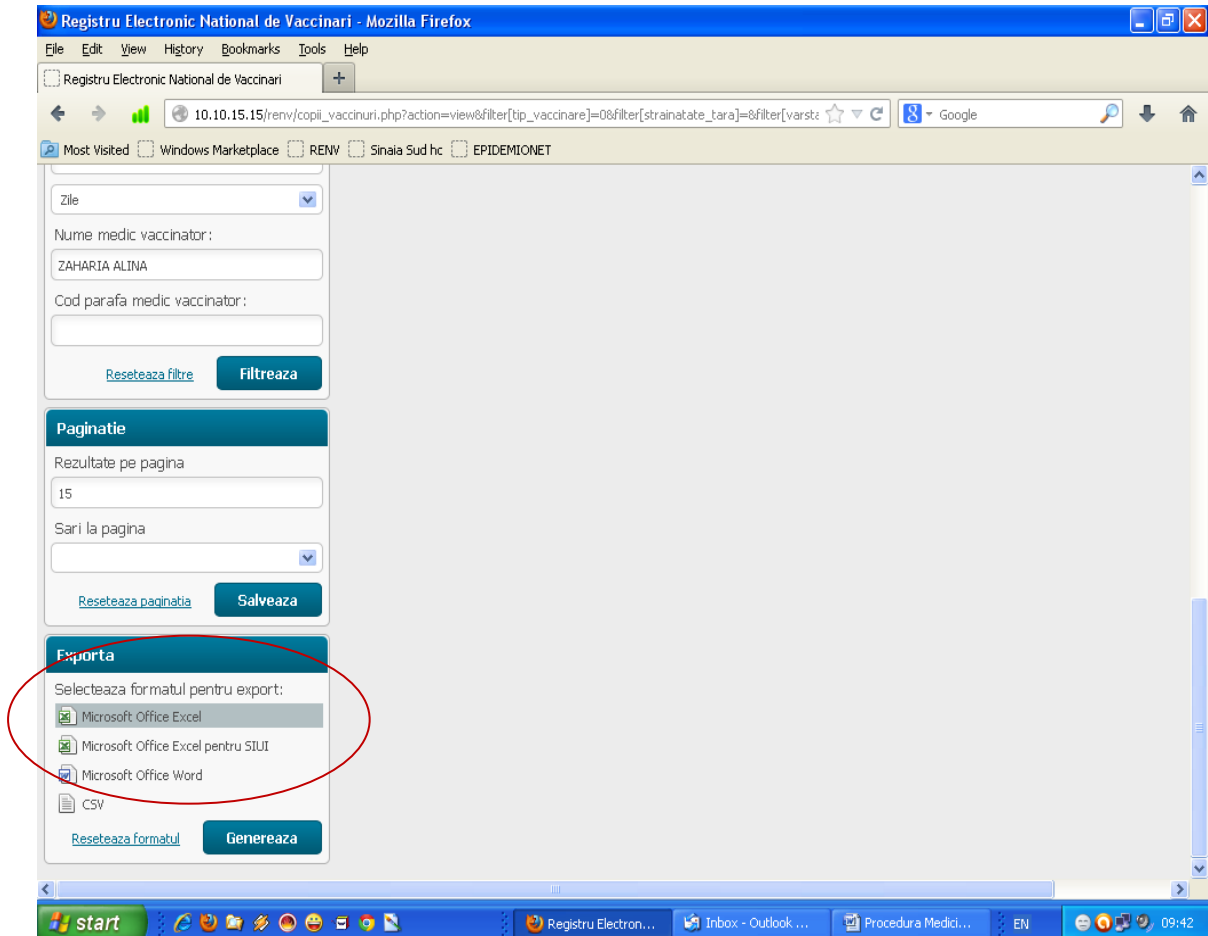 Registru Electronic National de Vaccinari - Mozilla Firefox
File Edit View History Bookmarks Tools Help
Registru Electronic National de Vaccinari +
10.10.15.15/renv/copii_vaccinuri.php?action=view&filter[tip_vaccinare]=0&filter[strainatate_tara]=&filter[varsta Google
Most Visited Windows Marketplace RENV Sinaia Sud hc EPIDEMIONET
Zile
Nume medic vaccinator:
ZAHARIA ALINA
Cod parafa medic vaccinator:
Reseteaza filtre Filtreaza
Paginatie
Rezultate pe pagina
15
Sari la pagina
Reseteaza paginatia Salveaza
Exporta
Selecteaza formatul pentru export:
Microsoft Office Excel
Microsoft Office Excel pentru SIUI
Microsoft Office Word
CSV
Reseteaza formatul Genereaza
start Registru Electron... Inbox - Outlook ... Procedura Medici... EN 09:42